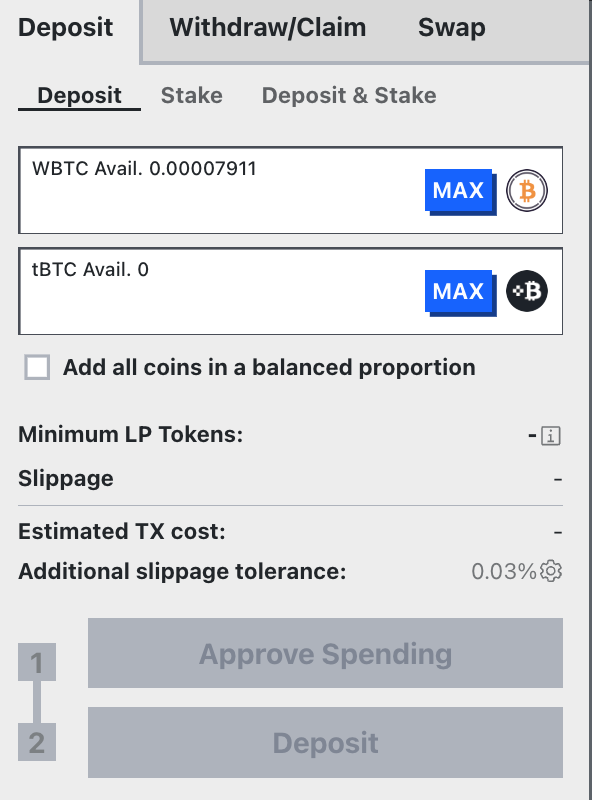 Deposit Withdraw/Claim Swap
Deposit Stake Deposit & Stake
WBTC Avail. 0.00007911
MAX
tBTC Avail. 0
MAX
Add all coins in a balanced proportion
Minimum LP Tokens: -
Slippage -
Estimated TX cost: -
Additional slippage tolerance: 0.03%
1 Approve Spending
2 Deposit